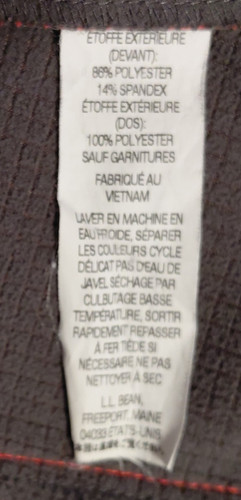 ÉTOFFE EXTÉRIEURE
(DEVANT):
86% POLYESTER
14% SPANDEX
ÉTOFFE EXTÉRIEURE
(DOS):
100% POLYESTER
SAUF GARNITURES
FABRIQUÉ AU
VIETNAM
LAVER EN MACHINE EN
EAU FROIDE, SÉPARER
LES COULEURS CYCLE
DÉLICAT PAS D'EAU DE
JAVEL SÉCHAGE PAR
CULBUTAGE BASSE
TEMPÉRATURE, SORTIR
RAPIDEMENT REPASSER
À FER TIÈDE SI
NÉCESSAIRE NE PAS
NETTOYER À SEC
L.L. BEAN,
FREEPORT, MAINE
04033 ÉTATS-UNIS